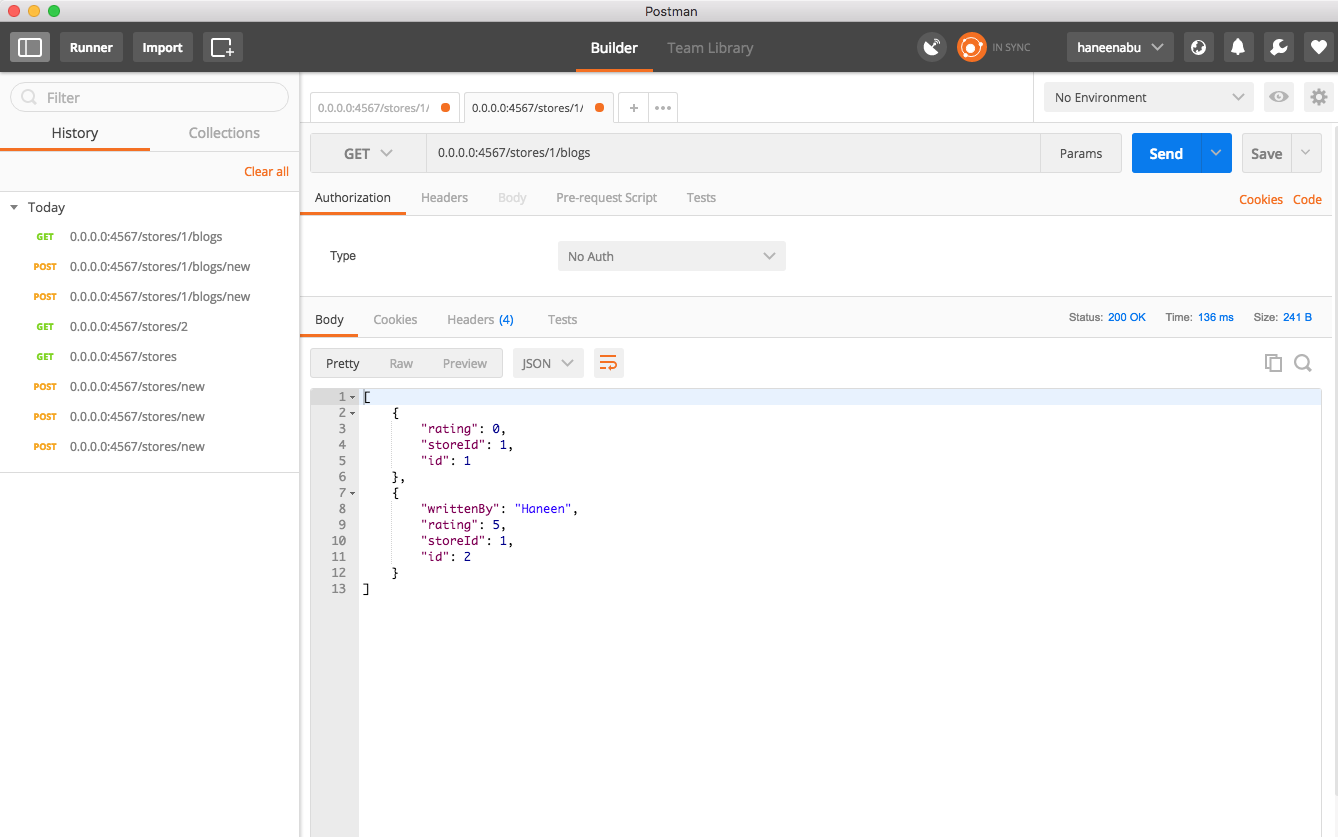 Postman
Runner
Import
Builder
Team Library
IN SYNC
haneenabu
Filter
History
Collections
Clear all
Today
GET 0.0.0.0:4567/stores/1/blogs
POST 0.0.0.0:4567/stores/1/blogs/new
POST 0.0.0.0:4567/stores/1/blogs/new
GET 0.0.0.0:4567/stores/2
GET 0.0.0.0:4567/stores
POST 0.0.0.0:4567/stores/new
POST 0.0.0.0:4567/stores/new
POST 0.0.0.0:4567/stores/new
0.0.0.0:4567/stores/1/
0.0.0.0:4567/stores/1/
+
•••
No Environment
GET
0.0.0.0:4567/stores/1/blogs
Params
Send
Save
Authorization
Headers
Body
Pre-request Script
Tests
Cookies
Code
Type
No Auth
Body
Cookies
Headers (4)
Tests
Status: 200 OK
Time: 136 ms
Size: 241 B
Pretty
Raw
Preview
JSON
1 [
2 {
3 "rating": 0,
4 "storeId": 1,
5 "id": 1
6 },
7 {
8 "writtenBy": "Haneen",
9 "rating": 5,
10 "storeId": 1,
11 "id": 2
12 }
13 ]